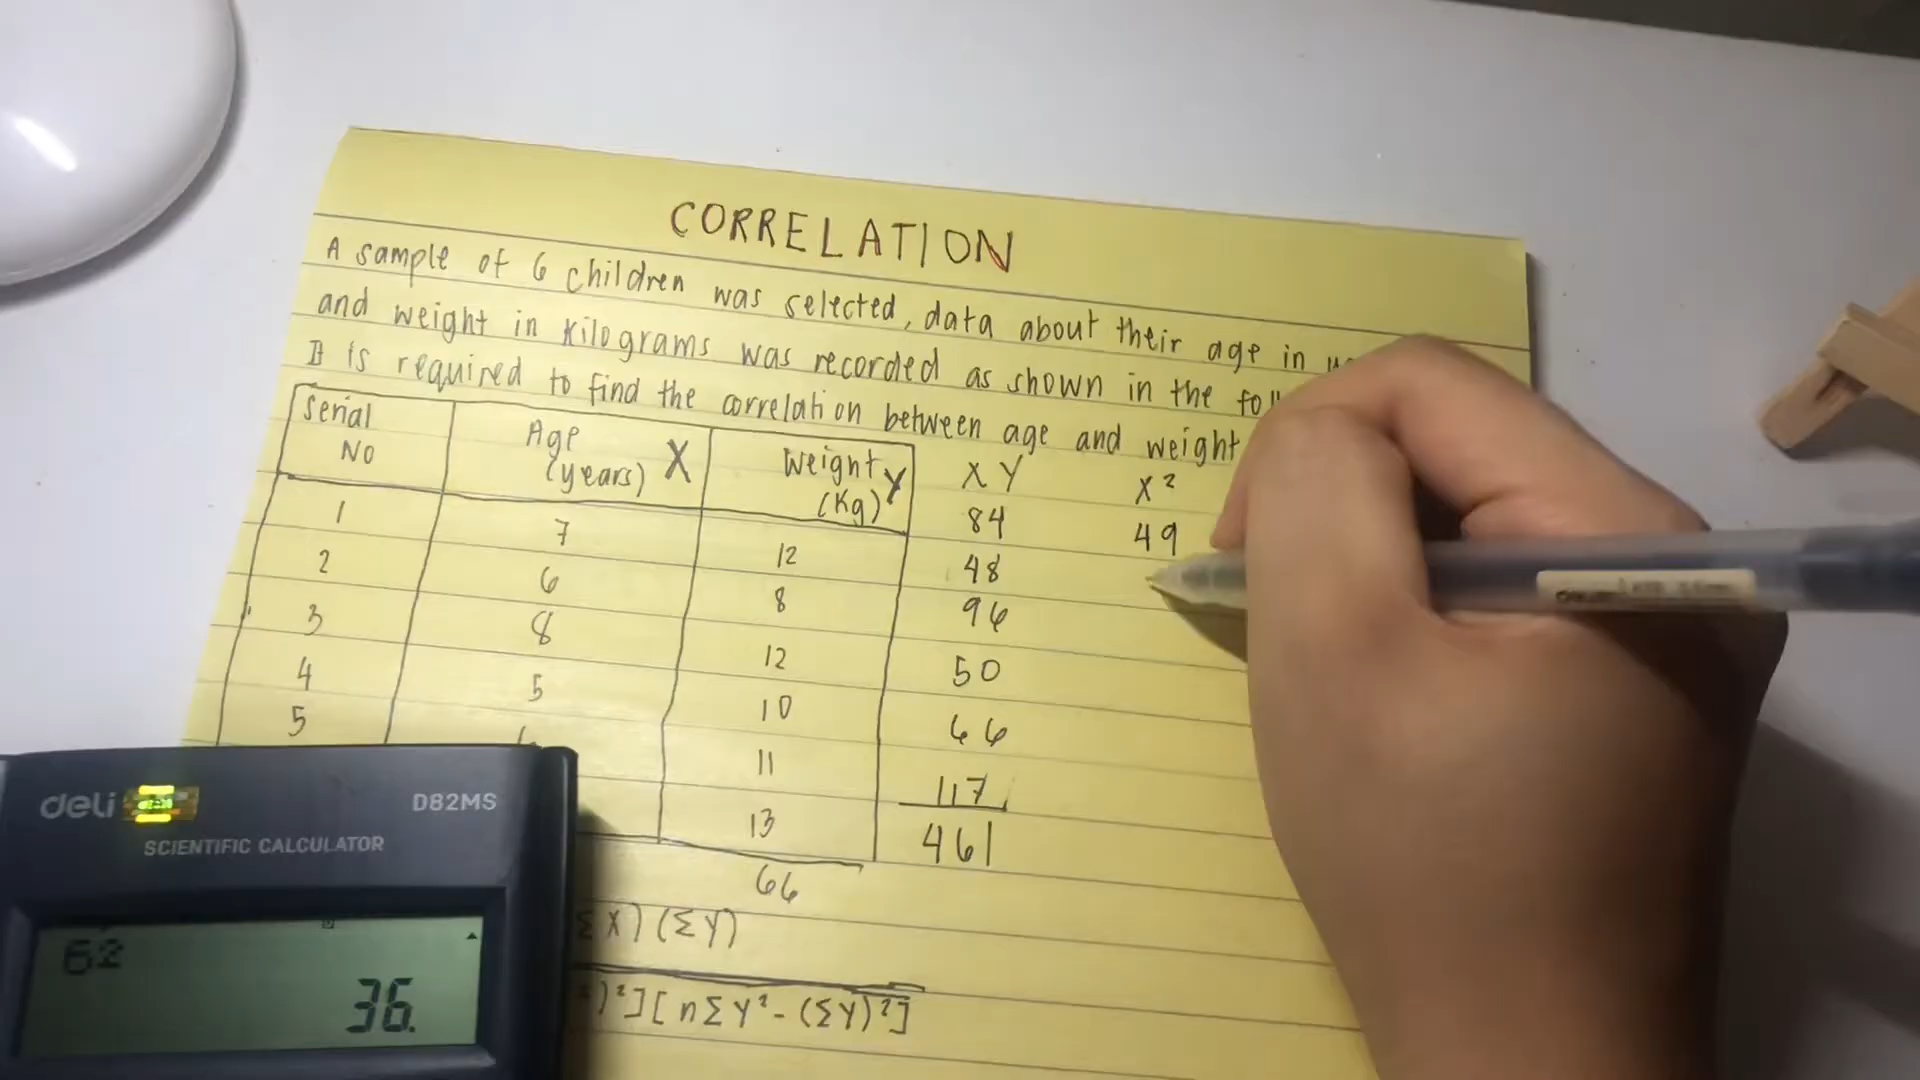 CORRELATION
A sample of 6 children was selected, data about their age in
and weight in kilograms was recorded as shown in the
It is required to find the correlation between age and weight
Serial NO Age (years) X Weight (Kg) Y XY X²
1 7 12 84 49
2 6 8 48
3 8 12 96
4 5 10 50
5 11 66
13 117
66 461
ΣX) (ΣY)
)²][nΣY²-(ΣY)²]
deli D82MS
SCIENTIFIC CALCULATOR
62
36.